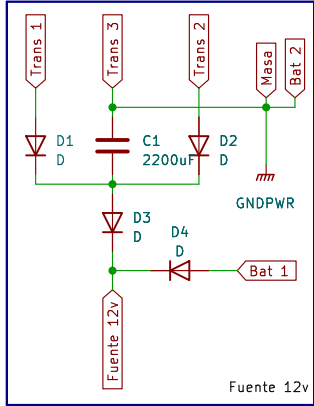 Trans 1
Trans 3
Trans 2
Masa
Bat 2
D1
D
C1
2200uF
D2
D
GNDPWR
D3
D
D4
D
Bat 1
Fuente 12v
Fuente 12v